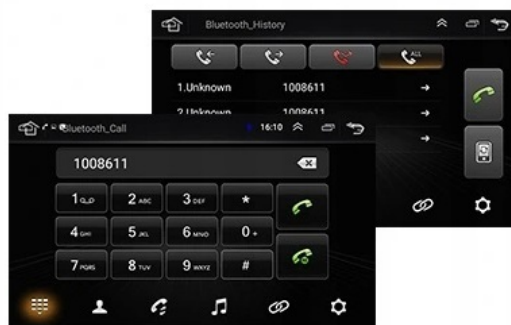 Bluetooth_History
ALL
1.Unknown 1008611
2.Unknown 1008611
Bluetooth_Call
16:10
1008611
1 2 ABC 3 DEF *
4 GHI 5 JKL 6 MNO 0 +
7 PQRS 8 TUV 9 WXYZ #